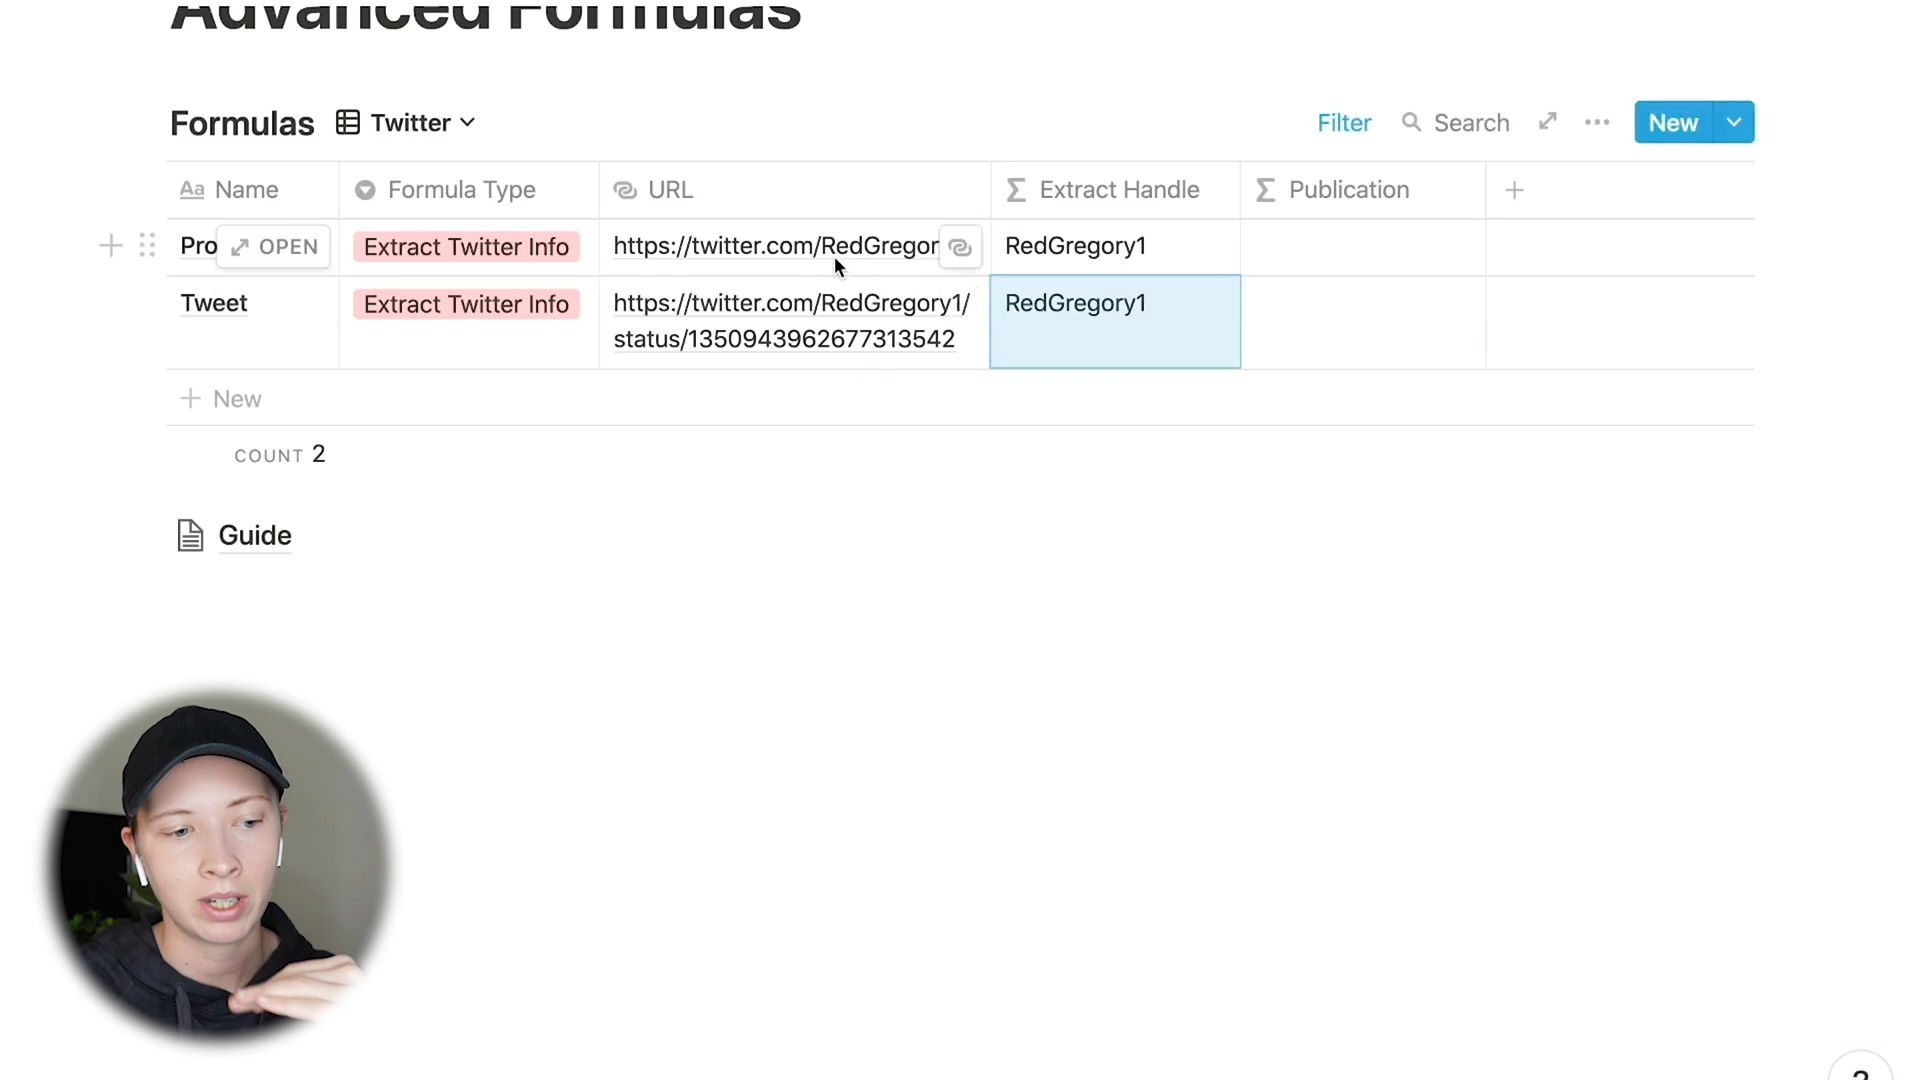 Advanced Formulas
Formulas Twitter Filter Search New
Aa Name Formula Type URL Extract Handle Publication
Pro OPEN Extract Twitter Info https://twitter.com/RedGregor RedGregory1
Tweet Extract Twitter Info https://twitter.com/RedGregory1/ RedGregory1
status/1350943962677313542
New
COUNT 2
Guide
?